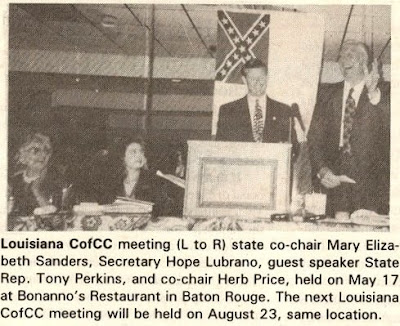 Louisiana CofCC meeting (L to R) state co-chair Mary Eliza-
beth Sanders, Secretary Hope Lubrano, guest speaker State
Rep. Tony Perkins, and co-chair Herb Price, held on May 17
at Bonanno's Restaurant in Baton Rouge. The next Louisiana
CofCC meeting will be held on August 23, same location.